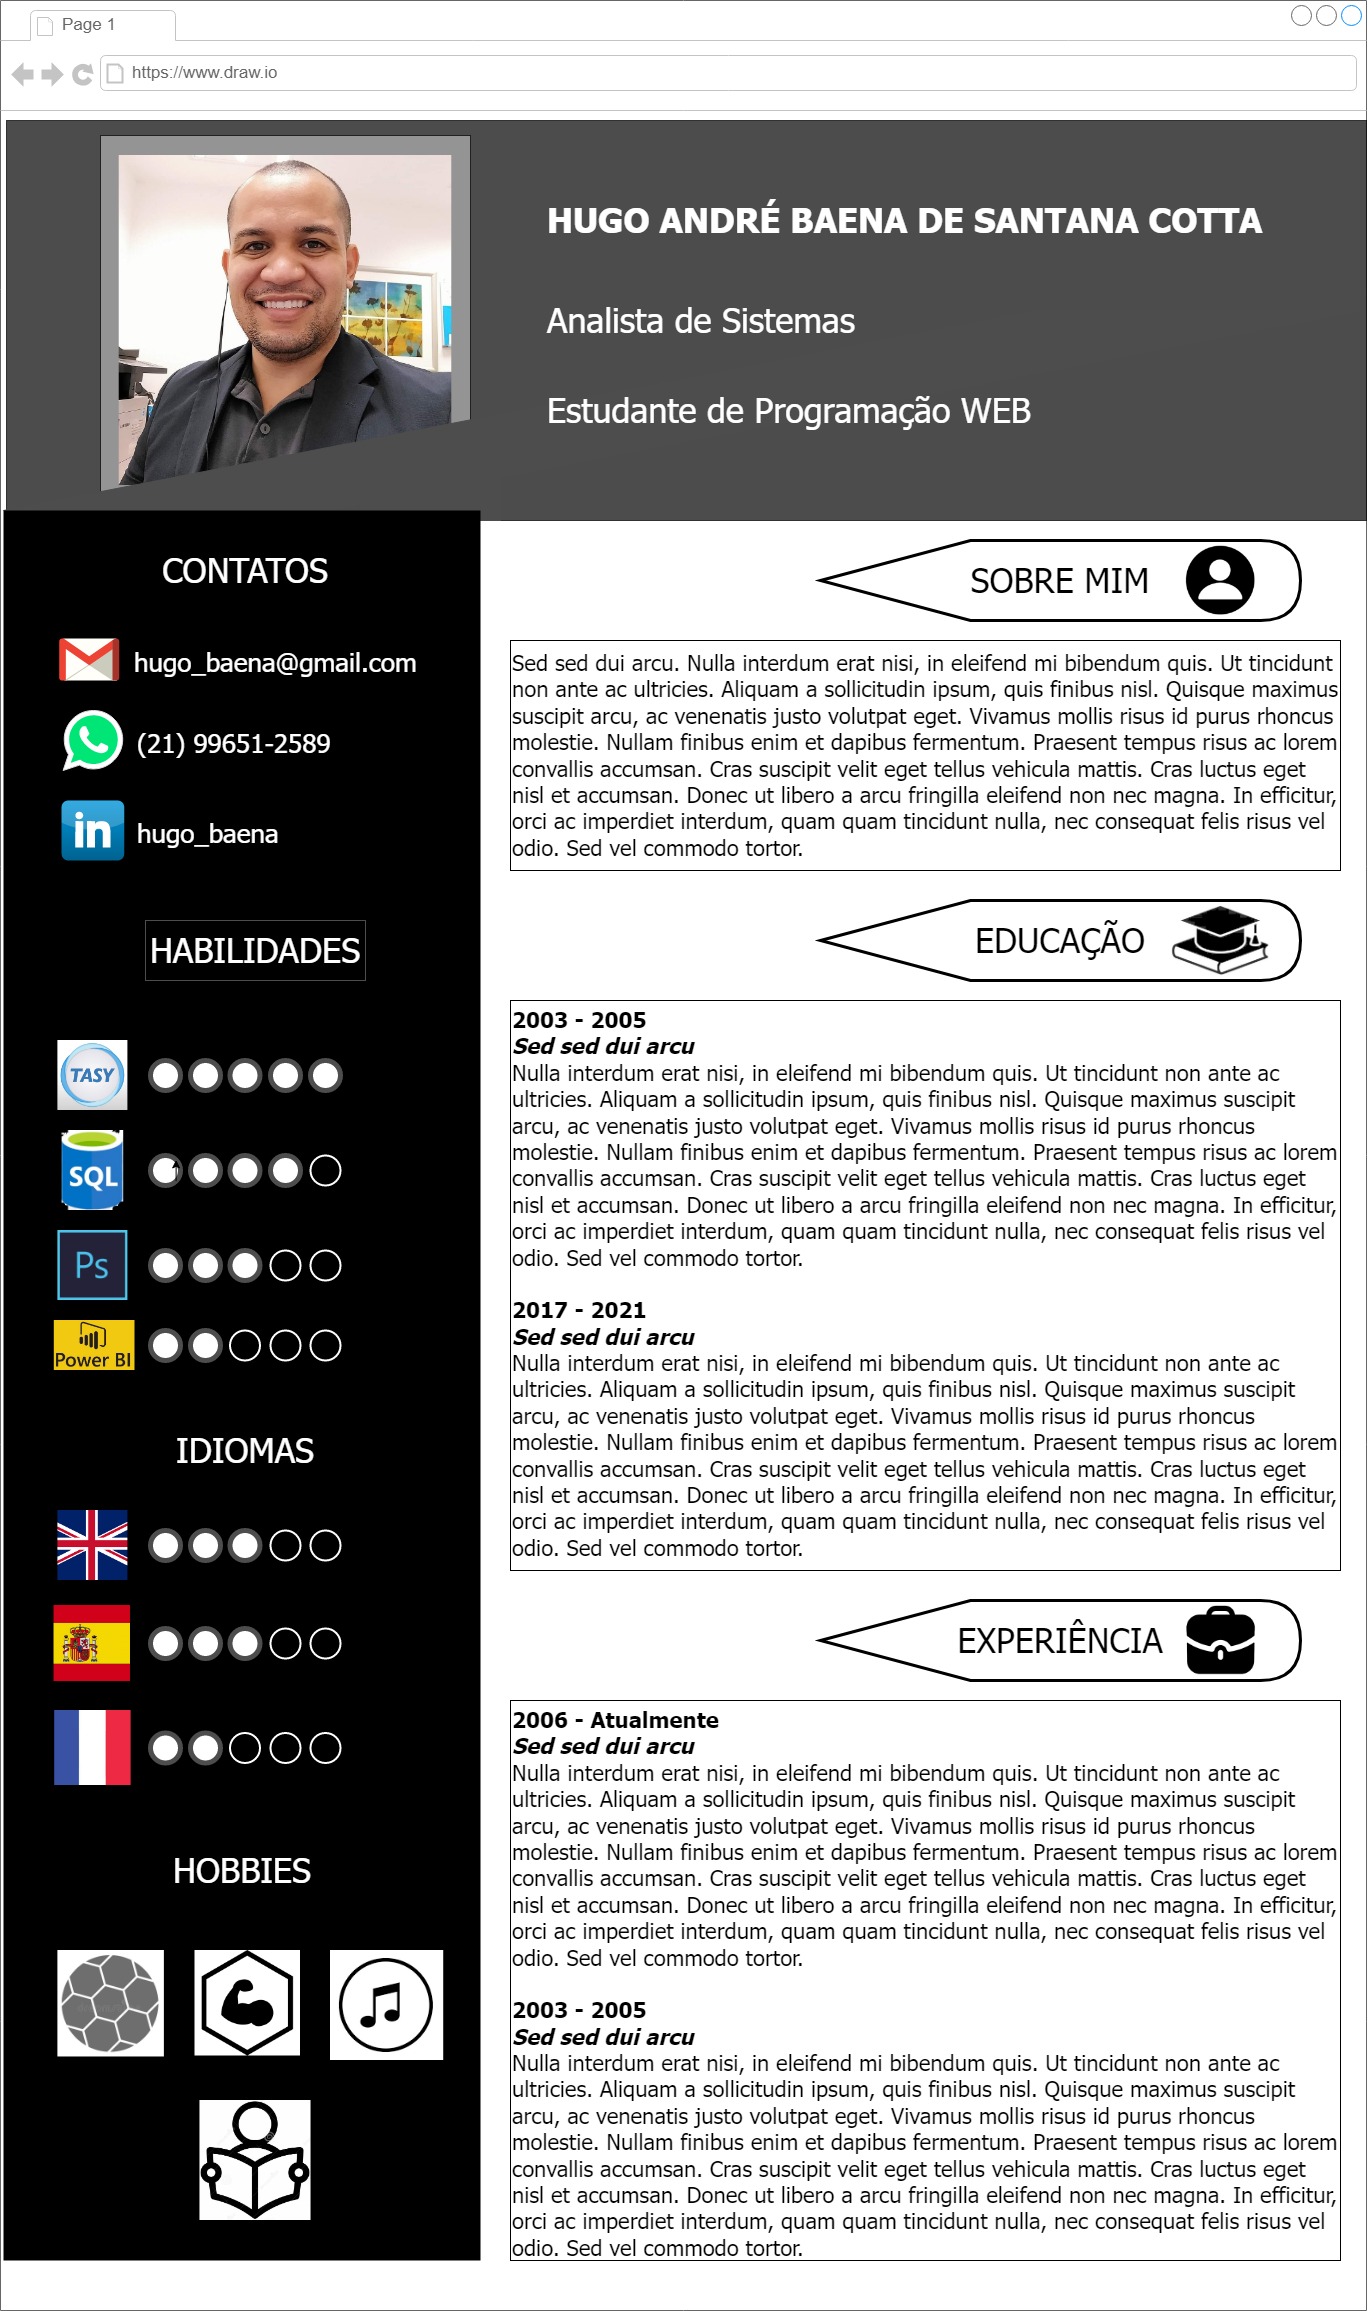 Page 1
https://www.draw.io
HUGO ANDRÉ BAENA DE SANTANA COTTA
Analista de Sistemas
Estudante de Programação WEB
CONTATOS
hugo_baena@gmail.com
(21) 99651-2589
in
hugo_baena
HABILIDADES
TASY
SQL
Ps
Power BI
IDIOMAS
HOBBIES
SOBRE MIM
Sed sed dui arcu. Nulla interdum erat nisi, in eleifend mi bibendum quis. Ut tincidunt
non ante ac ultricies. Aliquam a sollicitudin ipsum, quis finibus nisl. Quisque maximus
suscipit arcu, ac venenatis justo volutpat eget. Vivamus mollis risus id purus rhoncus
molestie. Nullam finibus enim et dapibus fermentum. Praesent tempus risus ac lorem
convallis accumsan. Cras suscipit velit eget tellus vehicula mattis. Cras luctus eget
nisl et accumsan. Donec ut libero a arcu fringilla eleifend non nec magna. In efficitur,
orci ac imperdiet interdum, quam quam tincidunt nulla, nec consequat felis risus vel
odio. Sed vel commodo tortor.
EDUCAÇÃO
2003 - 2005
Sed sed dui arcu
Nulla interdum erat nisi, in eleifend mi bibendum quis. Ut tincidunt non ante ac
ultricies. Aliquam a sollicitudin ipsum, quis finibus nisl. Quisque maximus suscipit
arcu, ac venenatis justo volutpat eget. Vivamus mollis risus id purus rhoncus
molestie. Nullam finibus enim et dapibus fermentum. Praesent tempus risus ac lorem
convallis accumsan. Cras suscipit velit eget tellus vehicula mattis. Cras luctus eget
nisl et accumsan. Donec ut libero a arcu fringilla eleifend non nec magna. In efficitur,
orci ac imperdiet interdum, quam quam tincidunt nulla, nec consequat felis risus vel
odio. Sed vel commodo tortor.
2017 - 2021
Sed sed dui arcu
Nulla interdum erat nisi, in eleifend mi bibendum quis. Ut tincidunt non ante ac
ultricies. Aliquam a sollicitudin ipsum, quis finibus nisl. Quisque maximus suscipit
arcu, ac venenatis justo volutpat eget. Vivamus mollis risus id purus rhoncus
molestie. Nullam finibus enim et dapibus fermentum. Praesent tempus risus ac lorem
convallis accumsan. Cras suscipit velit eget tellus vehicula mattis. Cras luctus eget
nisl et accumsan. Donec ut libero a arcu fringilla eleifend non nec magna. In efficitur,
orci ac imperdiet interdum, quam quam tincidunt nulla, nec consequat felis risus vel
odio. Sed vel commodo tortor.
EXPERIÊNCIA
2006 - Atualmente
Sed sed dui arcu
Nulla interdum erat nisi, in eleifend mi bibendum quis. Ut tincidunt non ante ac
ultricies. Aliquam a sollicitudin ipsum, quis finibus nisl. Quisque maximus suscipit
arcu, ac venenatis justo volutpat eget. Vivamus mollis risus id purus rhoncus
molestie. Nullam finibus enim et dapibus fermentum. Praesent tempus risus ac lorem
convallis accumsan. Cras suscipit velit eget tellus vehicula mattis. Cras luctus eget
nisl et accumsan. Donec ut libero a arcu fringilla eleifend non nec magna. In efficitur,
orci ac imperdiet interdum, quam quam tincidunt nulla, nec consequat felis risus vel
odio. Sed vel commodo tortor.
2003 - 2005
Sed sed dui arcu
Nulla interdum erat nisi, in eleifend mi bibendum quis. Ut tincidunt non ante ac
ultricies. Aliquam a sollicitudin ipsum, quis finibus nisl. Quisque maximus suscipit
arcu, ac venenatis justo volutpat eget. Vivamus mollis risus id purus rhoncus
molestie. Nullam finibus enim et dapibus fermentum. Praesent tempus risus ac lorem
convallis accumsan. Cras suscipit velit eget tellus vehicula mattis. Cras luctus eget
nisl et accumsan. Donec ut libero a arcu fringilla eleifend non nec magna. In efficitur,
orci ac imperdiet interdum, quam quam tincidunt nulla, nec consequat felis risus vel
odio. Sed vel commodo tortor.